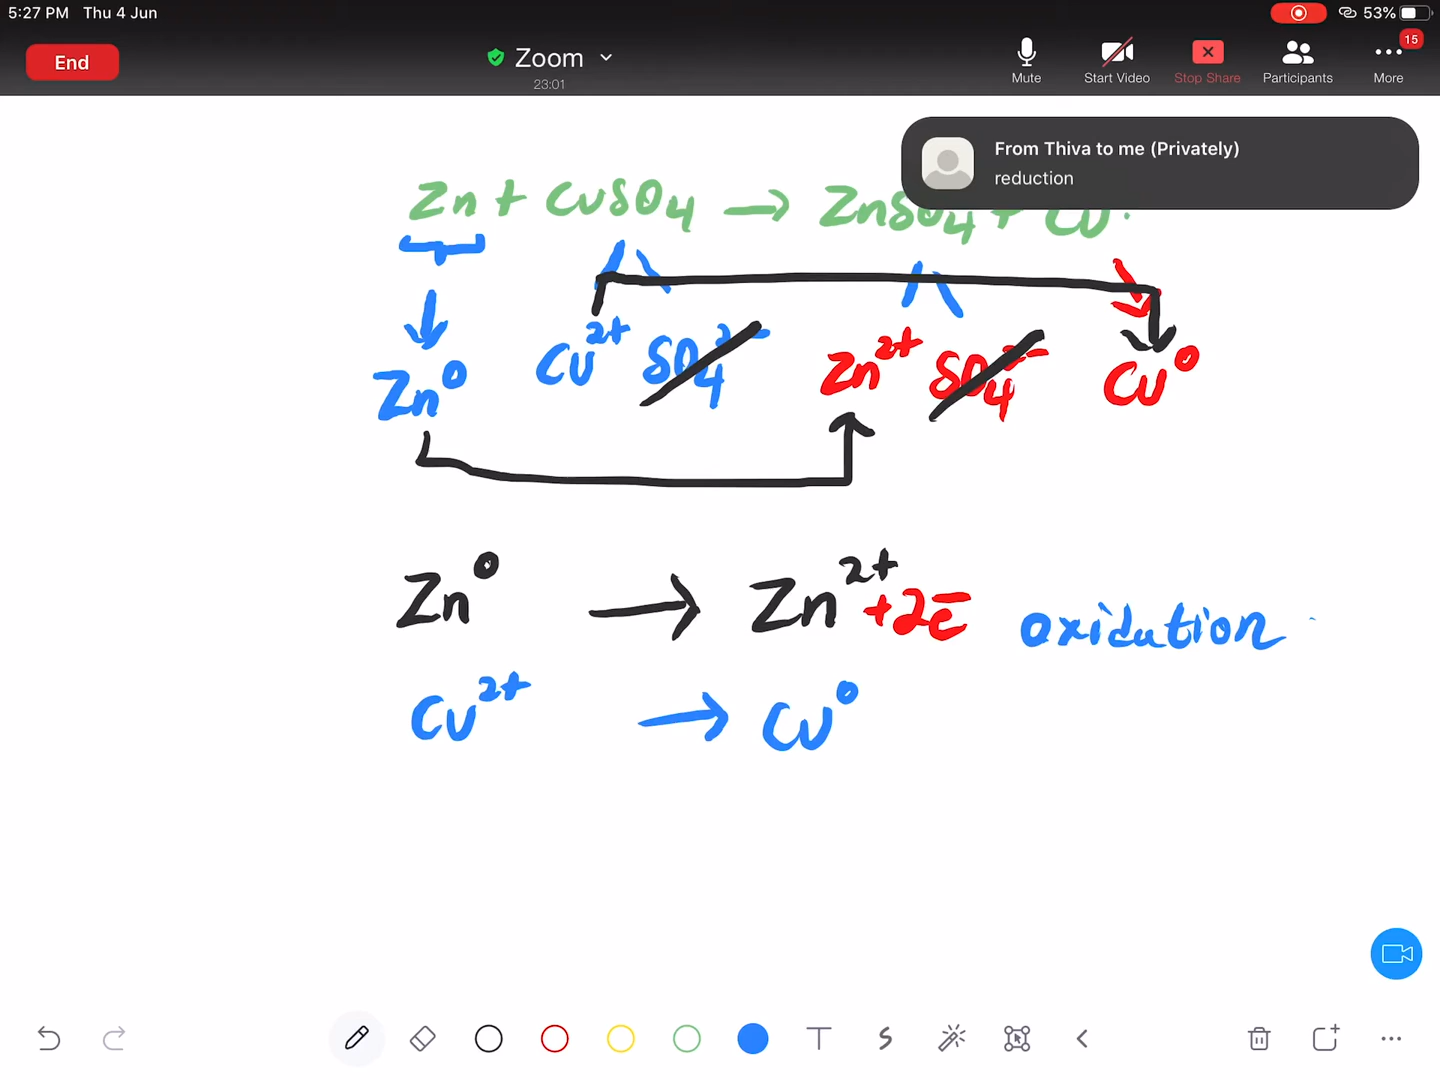 5:27 PM Thu 4 Jun 53%
End Zoom 23:01 Mute Start Video Stop Share Participants More 15
From Thiva to me (Privately)
reduction
Zn + CuSO4 → ZnSO4 + Cu
Zn⁰ Cu²⁺ SO4²⁻ Zn²⁺ SO4²⁻ Cu⁰
Zn⁰ → Zn²⁺ +2ē oxidation
Cu²⁺ → Cu⁰
T